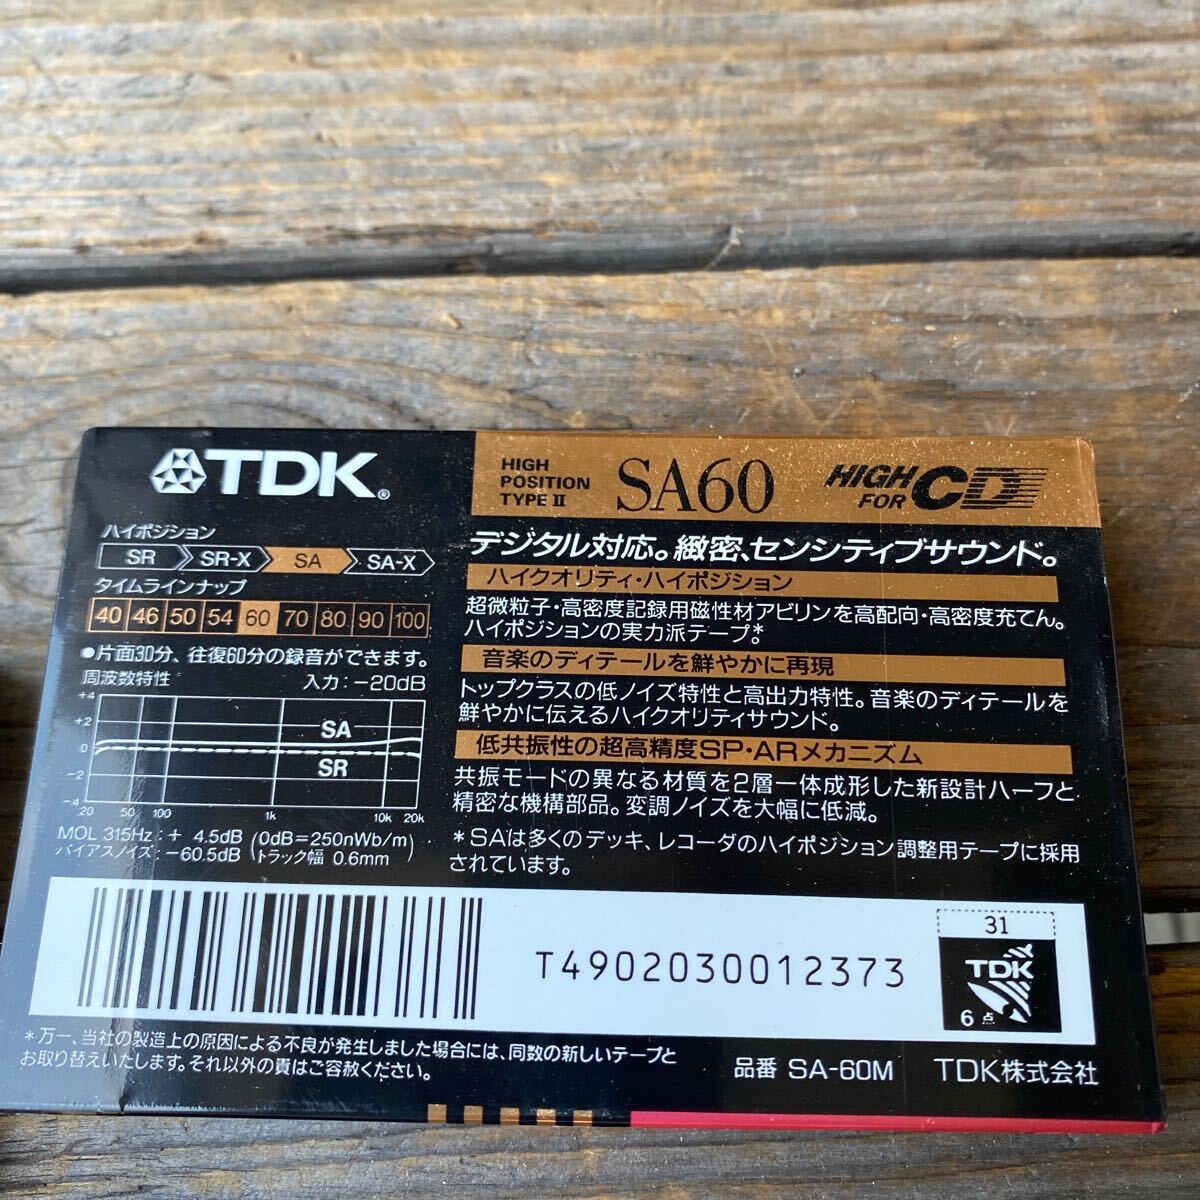 TDK®
HIGH
POSITION
TYPE II
SA60
HIGH
FOR
CD
ハイポジション
SR SR-X SA SA-X
タイムラインナップ
40 46 50 54 60 70 80 90 100
●片面30分、往復60分の録音ができます。
周波数特性 入力:−20dB
+4
+2
0
−2
−4
SA
SR
20 50 100 1k 10k 20k
MOL 315Hz:+ 4.5dB (0dB=250nWb/m)
バイアスノイズ:−60.5dB (トラック幅 0.6mm)
デジタル対応。緻密、センシティブサウンド。
ハイクオリティ・ハイポジション
超微粒子・高密度記録用磁性材アビリンを高配向・高密度充てん。
ハイポジションの実力派テープ。*
音楽のディテールを鮮やかに再現
トップクラスの低ノイズ特性と高出力特性。音楽のディテールを
鮮やかに伝えるハイクオリティサウンド。
低共振性の超高精度SP・ARメカニズム
共振モードの異なる材質を2層一体成形した新設計ハーフと
精密な機構部品。変調ノイズを大幅に低減。
*SAは多くのデッキ、レコーダのハイポジション調整用テープに採用
されています。
T4902030012373
31
TDK
6点
*万一、当社の製造上の原因による不良が発生しました場合には、同数の新しいテープと
お取り替えいたします。それ以外の責はご容赦ください。
品番 SA-60M TDK株式会社